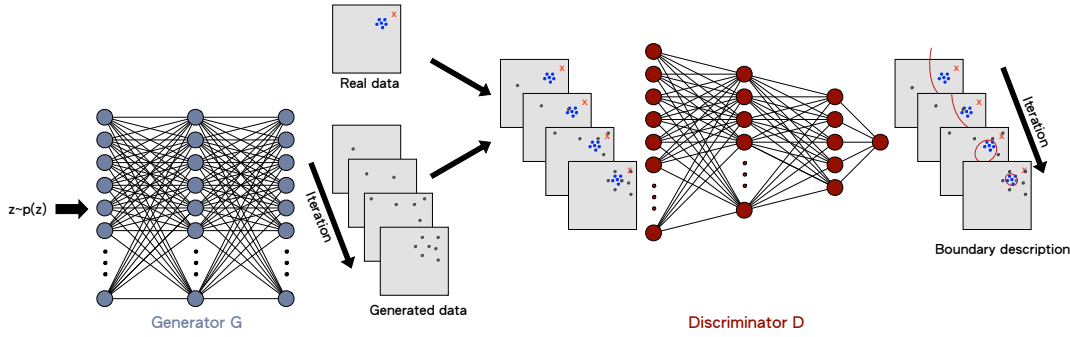 z~p(z)
Generator G
Iteration
Real data
x
Generated data
x
x
x
x
Discriminator D
x
x
x
x
Iteration
Boundary description